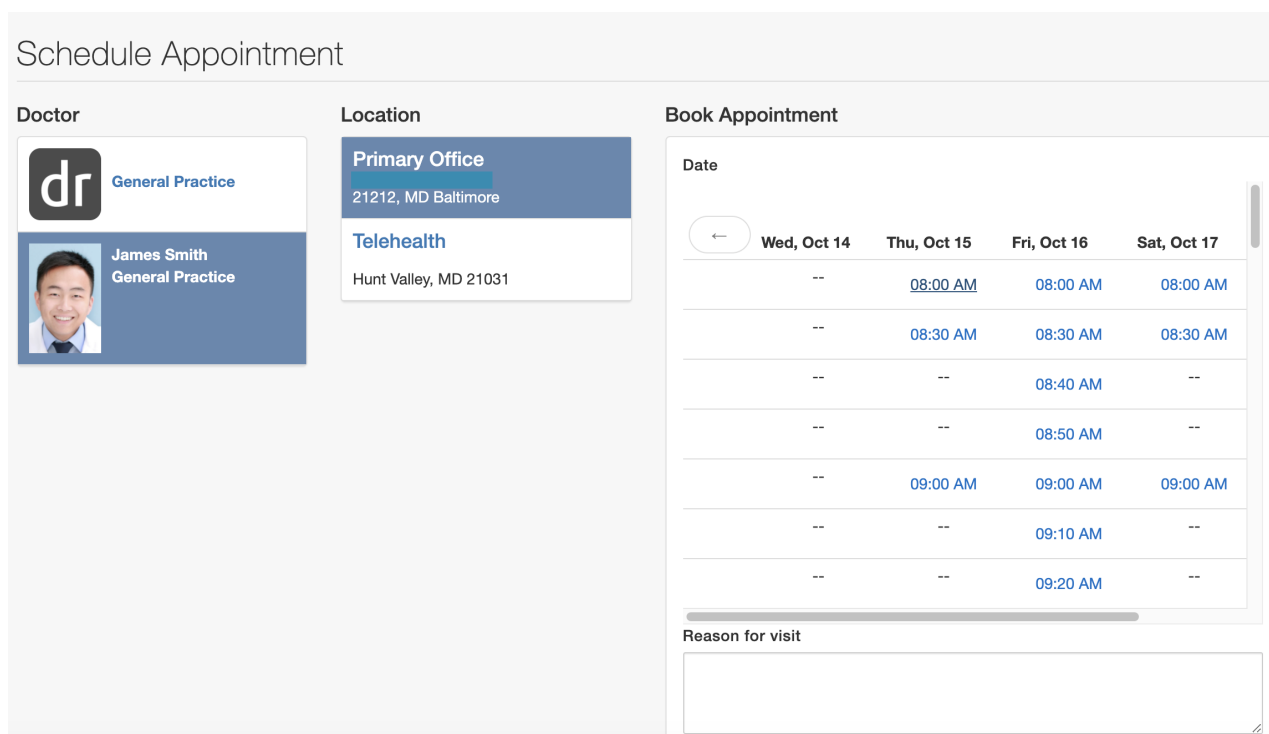 Schedule Appointment
Doctor
dr
General Practice
James Smith
General Practice
Location
Primary Office
21212, MD Baltimore
Telehealth
Hunt Valley, MD 21031
Book Appointment
Date
← Wed, Oct 14 Thu, Oct 15 Fri, Oct 16 Sat, Oct 17
-- 08:00 AM 08:00 AM 08:00 AM
-- 08:30 AM 08:30 AM 08:30 AM
-- -- 08:40 AM --
-- -- 08:50 AM --
-- 09:00 AM 09:00 AM 09:00 AM
-- -- 09:10 AM --
-- -- 09:20 AM --
Reason for visit